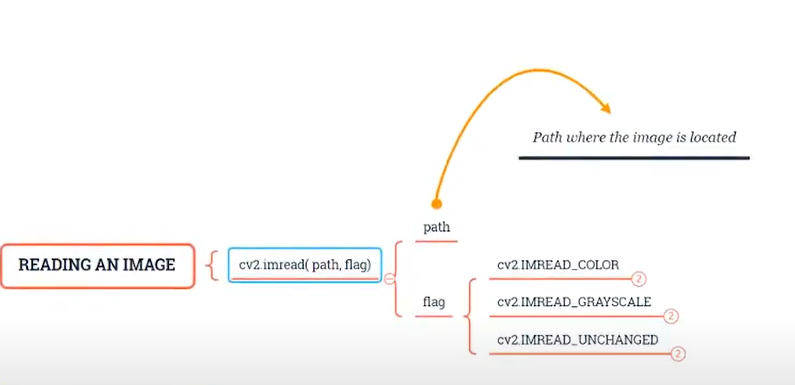 Path where the image is located
path
READING AN IMAGE
cv2.imread( path, flag)
cv2.IMREAD_COLOR
2
flag
cv2.IMREAD_GRAYSCALE
2
cv2.IMREAD_UNCHANGED
2